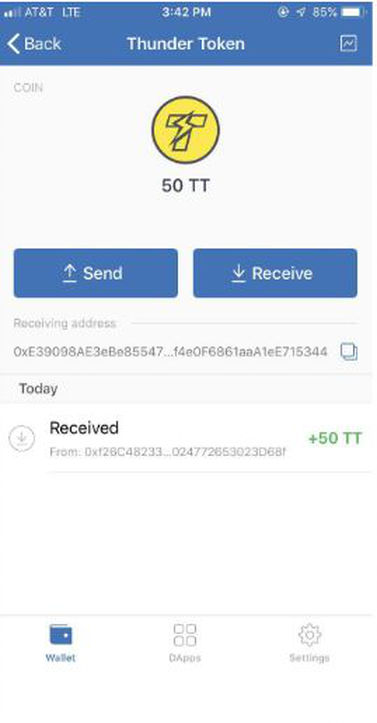 AT&T LTE 3:42 PM 85%
Back Thunder Token
COIN
50 TT
Send Receive
Receiving address
0xE39098AE3eBe85547...f4e0F6861aaA1eE715344
Today
Received
+50 TT
From: 0xf26C48233...024772653023D68f
Wallet DApps Settings